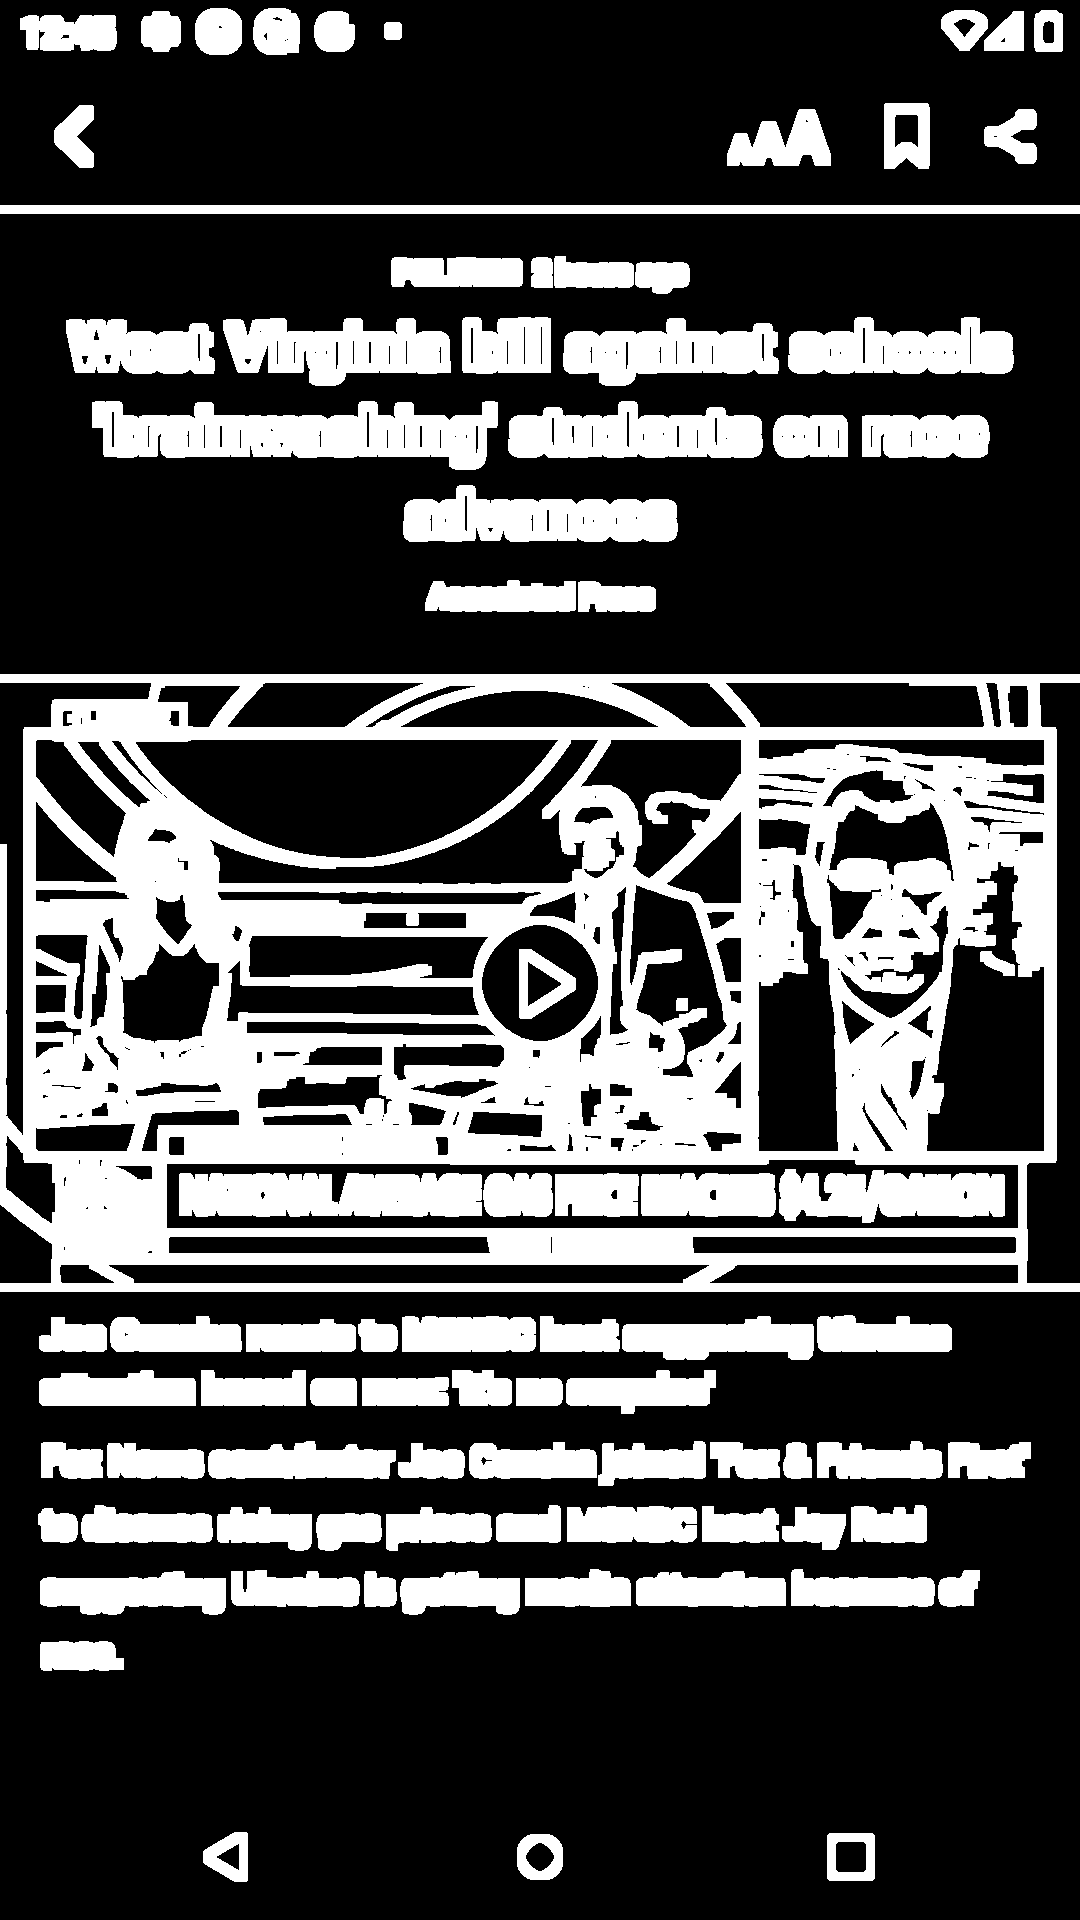 12:45
POLITICS 2 hours ago
West Virginia bill against schools
'brainwashing' students on race
advances
Associated Press
NATIONAL AVERAGE GAS PRICE REACHES $4.25/GALLON
Joe Concha reacts to MSNBC host suggesting Ukraine
attention based on race: 'It's no surprise'
Fox News contributor Joe Concha joined 'Fox & Friends First'
to discuss rising gas prices and MSNBC host Joy Reid
suggesting Ukraine is getting media attention because of
race.